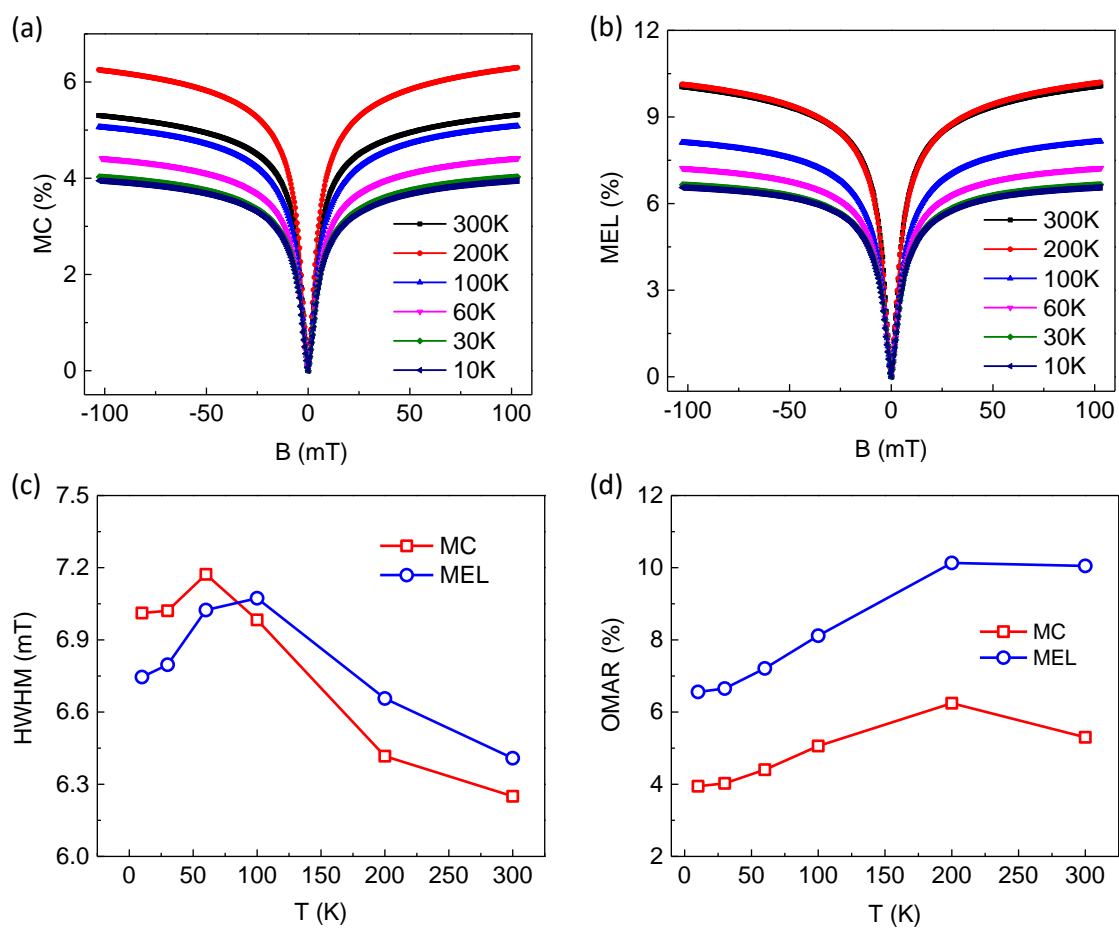 (a)
6
4
2
0
MC (%)
-100 -50 0 50 100
B (mT)
300K
200K
100K
60K
30K
10K
(b)
12
9
6
3
0
MEL (%)
-100 -50 0 50 100
B (mT)
300K
200K
100K
60K
30K
10K
(c)
7.5
7.2
6.9
6.6
6.3
6.0
HWHM (mT)
MC
MEL
0 50 100 150 200 250 300
T (K)
(d)
12
10
8
6
4
2
OMAR (%)
MC
MEL
0 50 100 150 200 250 300
T (K)